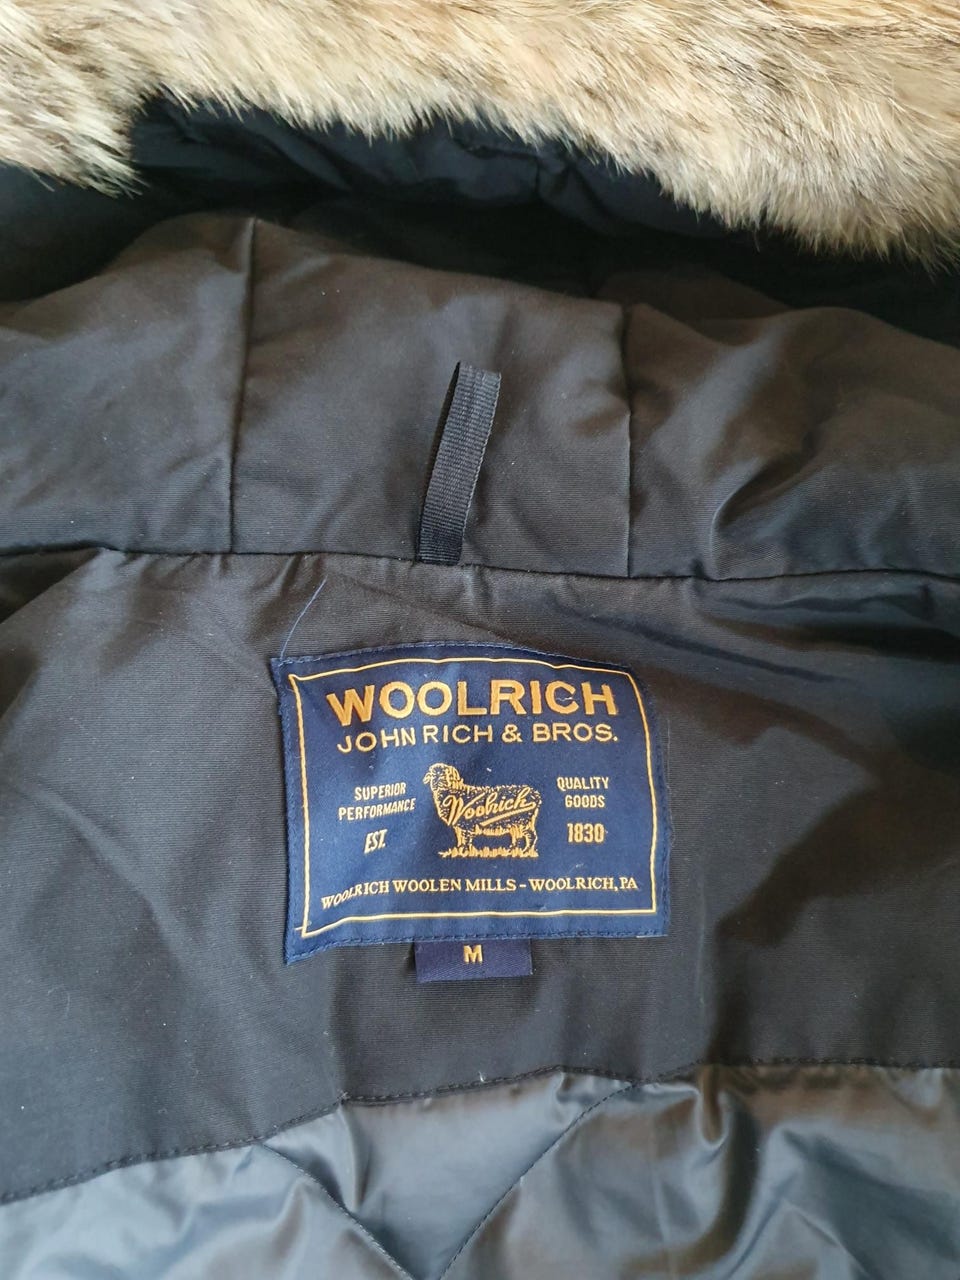 WOOLRICH
JOHN RICH & BROS.
SUPERIOR
PERFORMANCE
EST.
Woolrich
QUALITY
GOODS
1830
WOOLRICH WOOLEN MILLS - WOOLRICH, PA
M